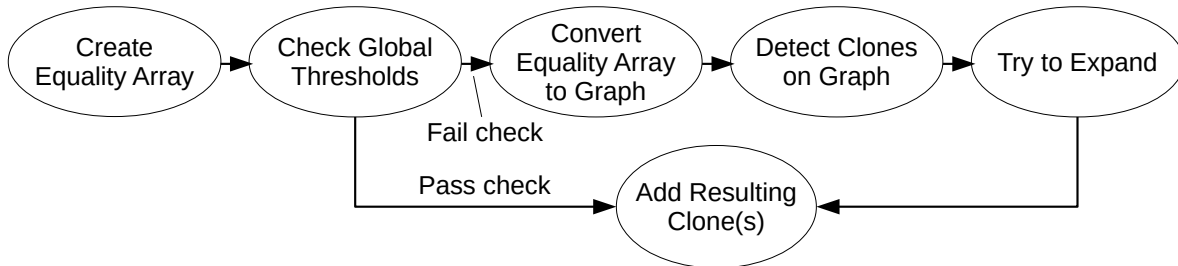 Create
Equality Array
Check Global
Thresholds
Convert
Equality Array
to Graph
Detect Clones
on Graph
Try to Expand
Fail check
Pass check
Add Resulting
Clone(s)